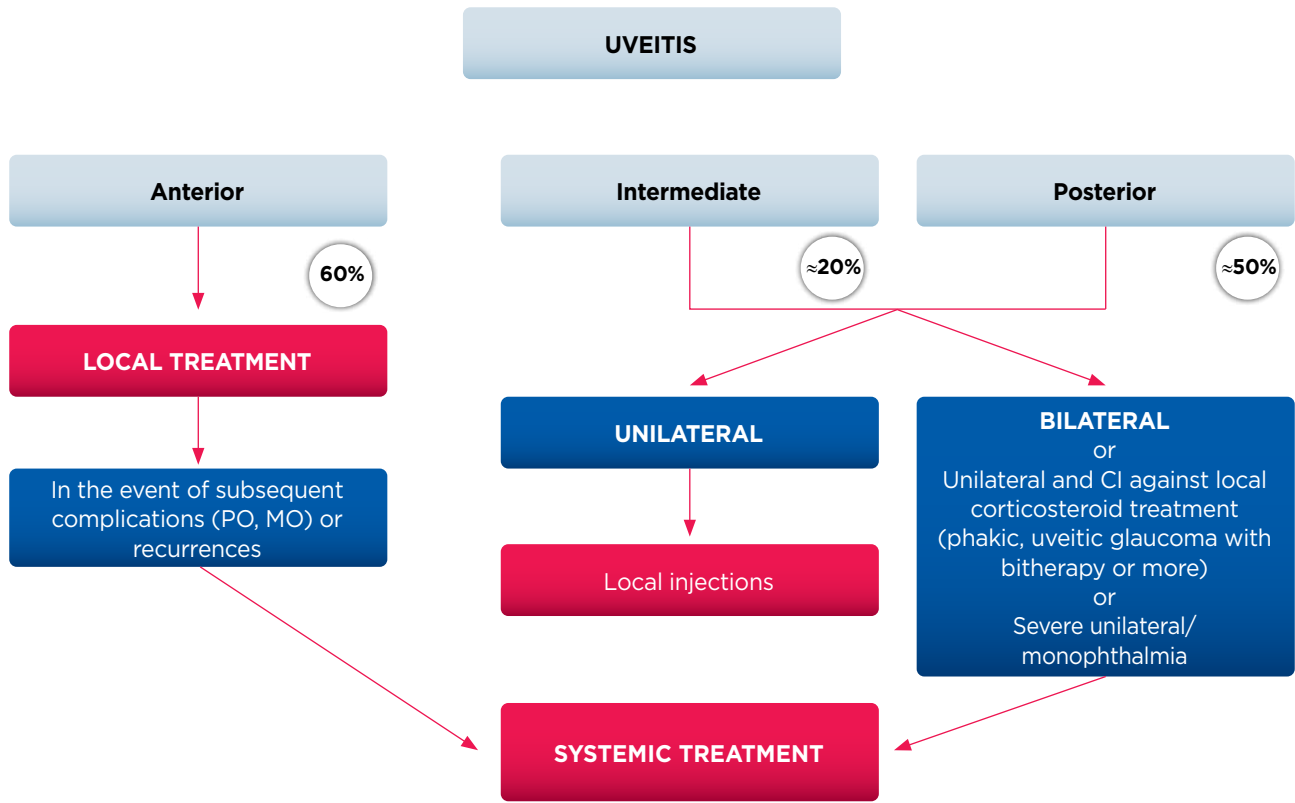 UVEITIS
Anterior
Intermediate
Posterior
60%
≈20%
≈50%
LOCAL TREATMENT
In the event of subsequent
complications (PO, MO) or
recurrences
UNILATERAL
Local injections
BILATERAL
or
Unilateral and CI against local
corticosteroid treatment
(phakic, uveitic glaucoma with
bitherapy or more)
or
Severe unilateral/
monophthalmia
SYSTEMIC TREATMENT